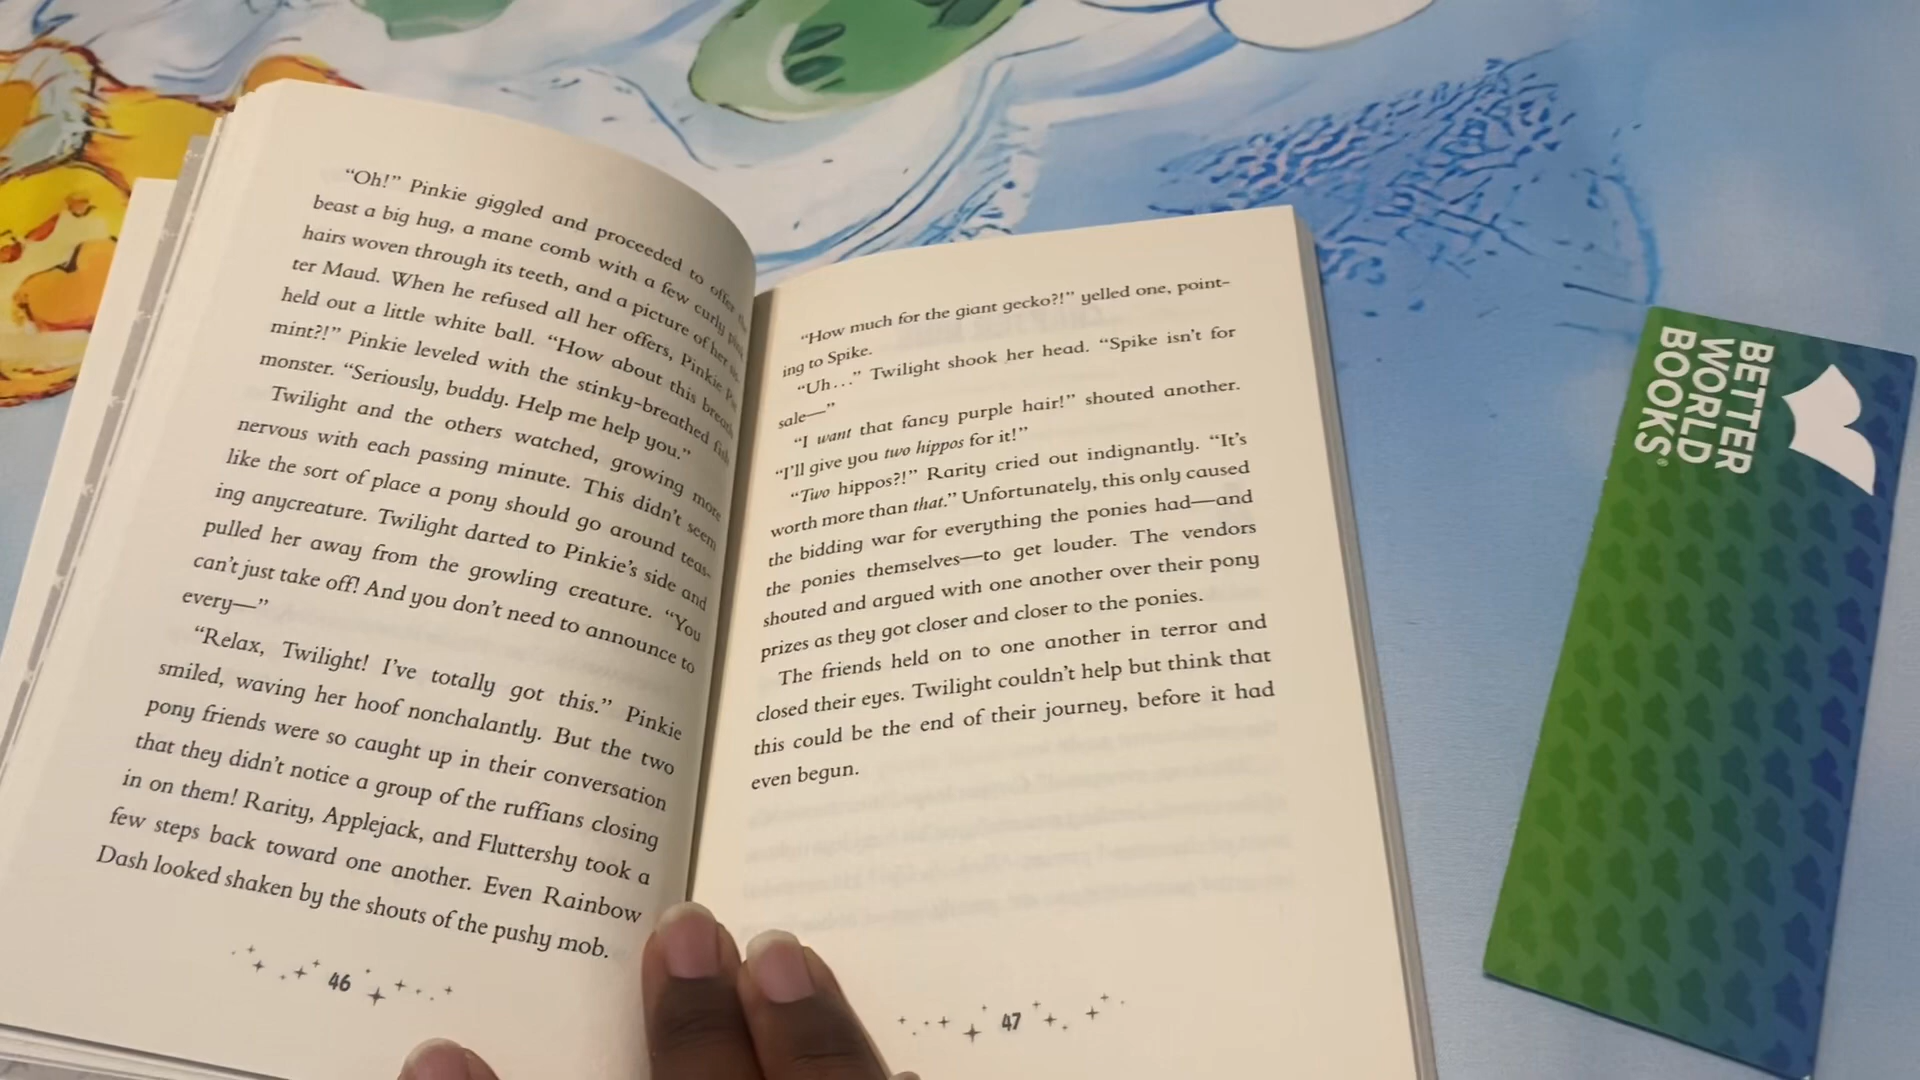 “Oh!” Pinkie giggled and proceeded to offer the
beast a big hug, a mane comb with a few curly pink
hairs woven through its teeth, and a picture of her sis-
ter Maud. When he refused all her offers, Pinkie Pie
held out a little white ball. “How about this breath
mint?!” Pinkie leveled with the stinky-breathed fish
monster. “Seriously, buddy. Help me help you.”
Twilight and the others watched, growing more
nervous with each passing minute. This didn’t seem
like the sort of place a pony should go around teas-
ing anycreature. Twilight darted to Pinkie’s side and
pulled her away from the growling creature. “You
can’t just take off! And you don’t need to announce to
every—”
“Relax, Twilight! I’ve totally got this.” Pinkie
smiled, waving her hoof nonchalantly. But the two
pony friends were so caught up in their conversation
that they didn’t notice a group of the ruffians closing
in on them! Rarity, Applejack, and Fluttershy took a
few steps back toward one another. Even Rainbow
Dash looked shaken by the shouts of the pushy mob.
46
“How much for the giant gecko?!” yelled one, point-
ing to Spike.
“Uh…” Twilight shook her head. “Spike isn’t for
sale—”
“I want that fancy purple hair!” shouted another.
“I’ll give you two hippos for it!”
“Two hippos?!” Rarity cried out indignantly. “It’s
worth more than that.” Unfortunately, this only caused
the bidding war for everything the ponies had—and
the ponies themselves—to get louder. The vendors
shouted and argued with one another over their pony
prizes as they got closer and closer to the ponies.
The friends held on to one another in terror and
closed their eyes. Twilight couldn’t help but think that
this could be the end of their journey, before it had
even begun.
47
BETTER
WORLD
BOOKS®